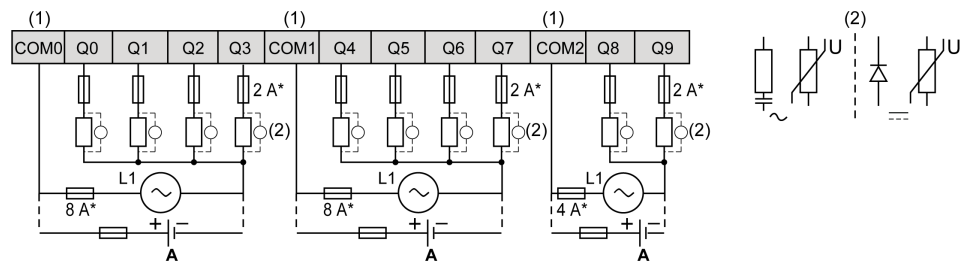 (1) (1) (1) (2)
COM0 Q0 Q1 Q2 Q3 COM1 Q4 Q5 Q6 Q7 COM2 Q8 Q9
U U
2 A* 2 A* 2 A*
(2) (2) (2)
L1 L1 L1
8 A* 8 A* 4 A*
+ − + − + −
A A A